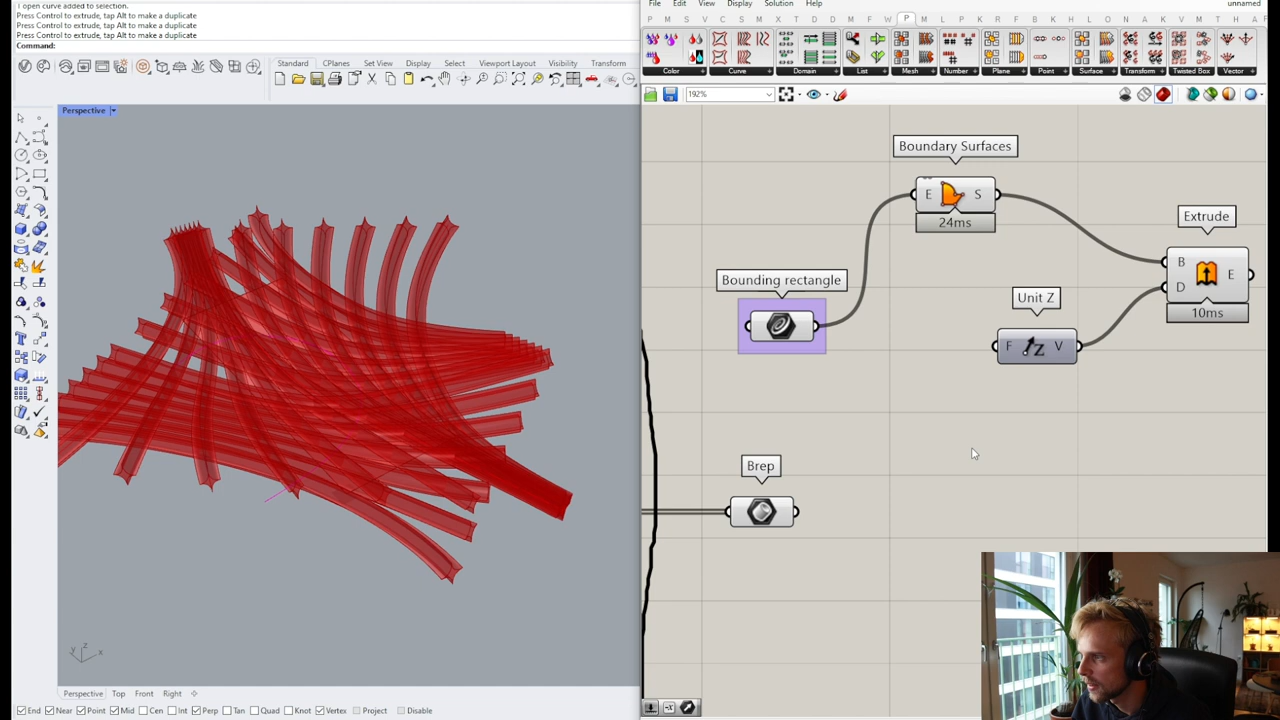 1 open curve added to selection.
Press Control to extrude, tap Alt to make a duplicate
Press Control to extrude, tap Alt to make a duplicate
Press Control to extrude, tap Alt to make a duplicate
Command:
Standard CPlanes Set View Display Select Viewport Layout Visibility Transform
Perspective
x
y
z
Perspective Top Front Right
End Near Point Mid Cen Int Perp Tan Quad Knot Vertex Project Disable
File Edit View Display Solution Help unnamed
P M S V C S M X T D D M F W L P M L P P R F L N O A N X Y K V M T H A F
Color Curve Domain List Mesh Number Plane Point Surface Transform Twisted Box Vector
192%
Boundary Surfaces
E S
24ms
Extrude
B
D
E
10ms
Bounding rectangle
Unit Z
F Z V
Brep